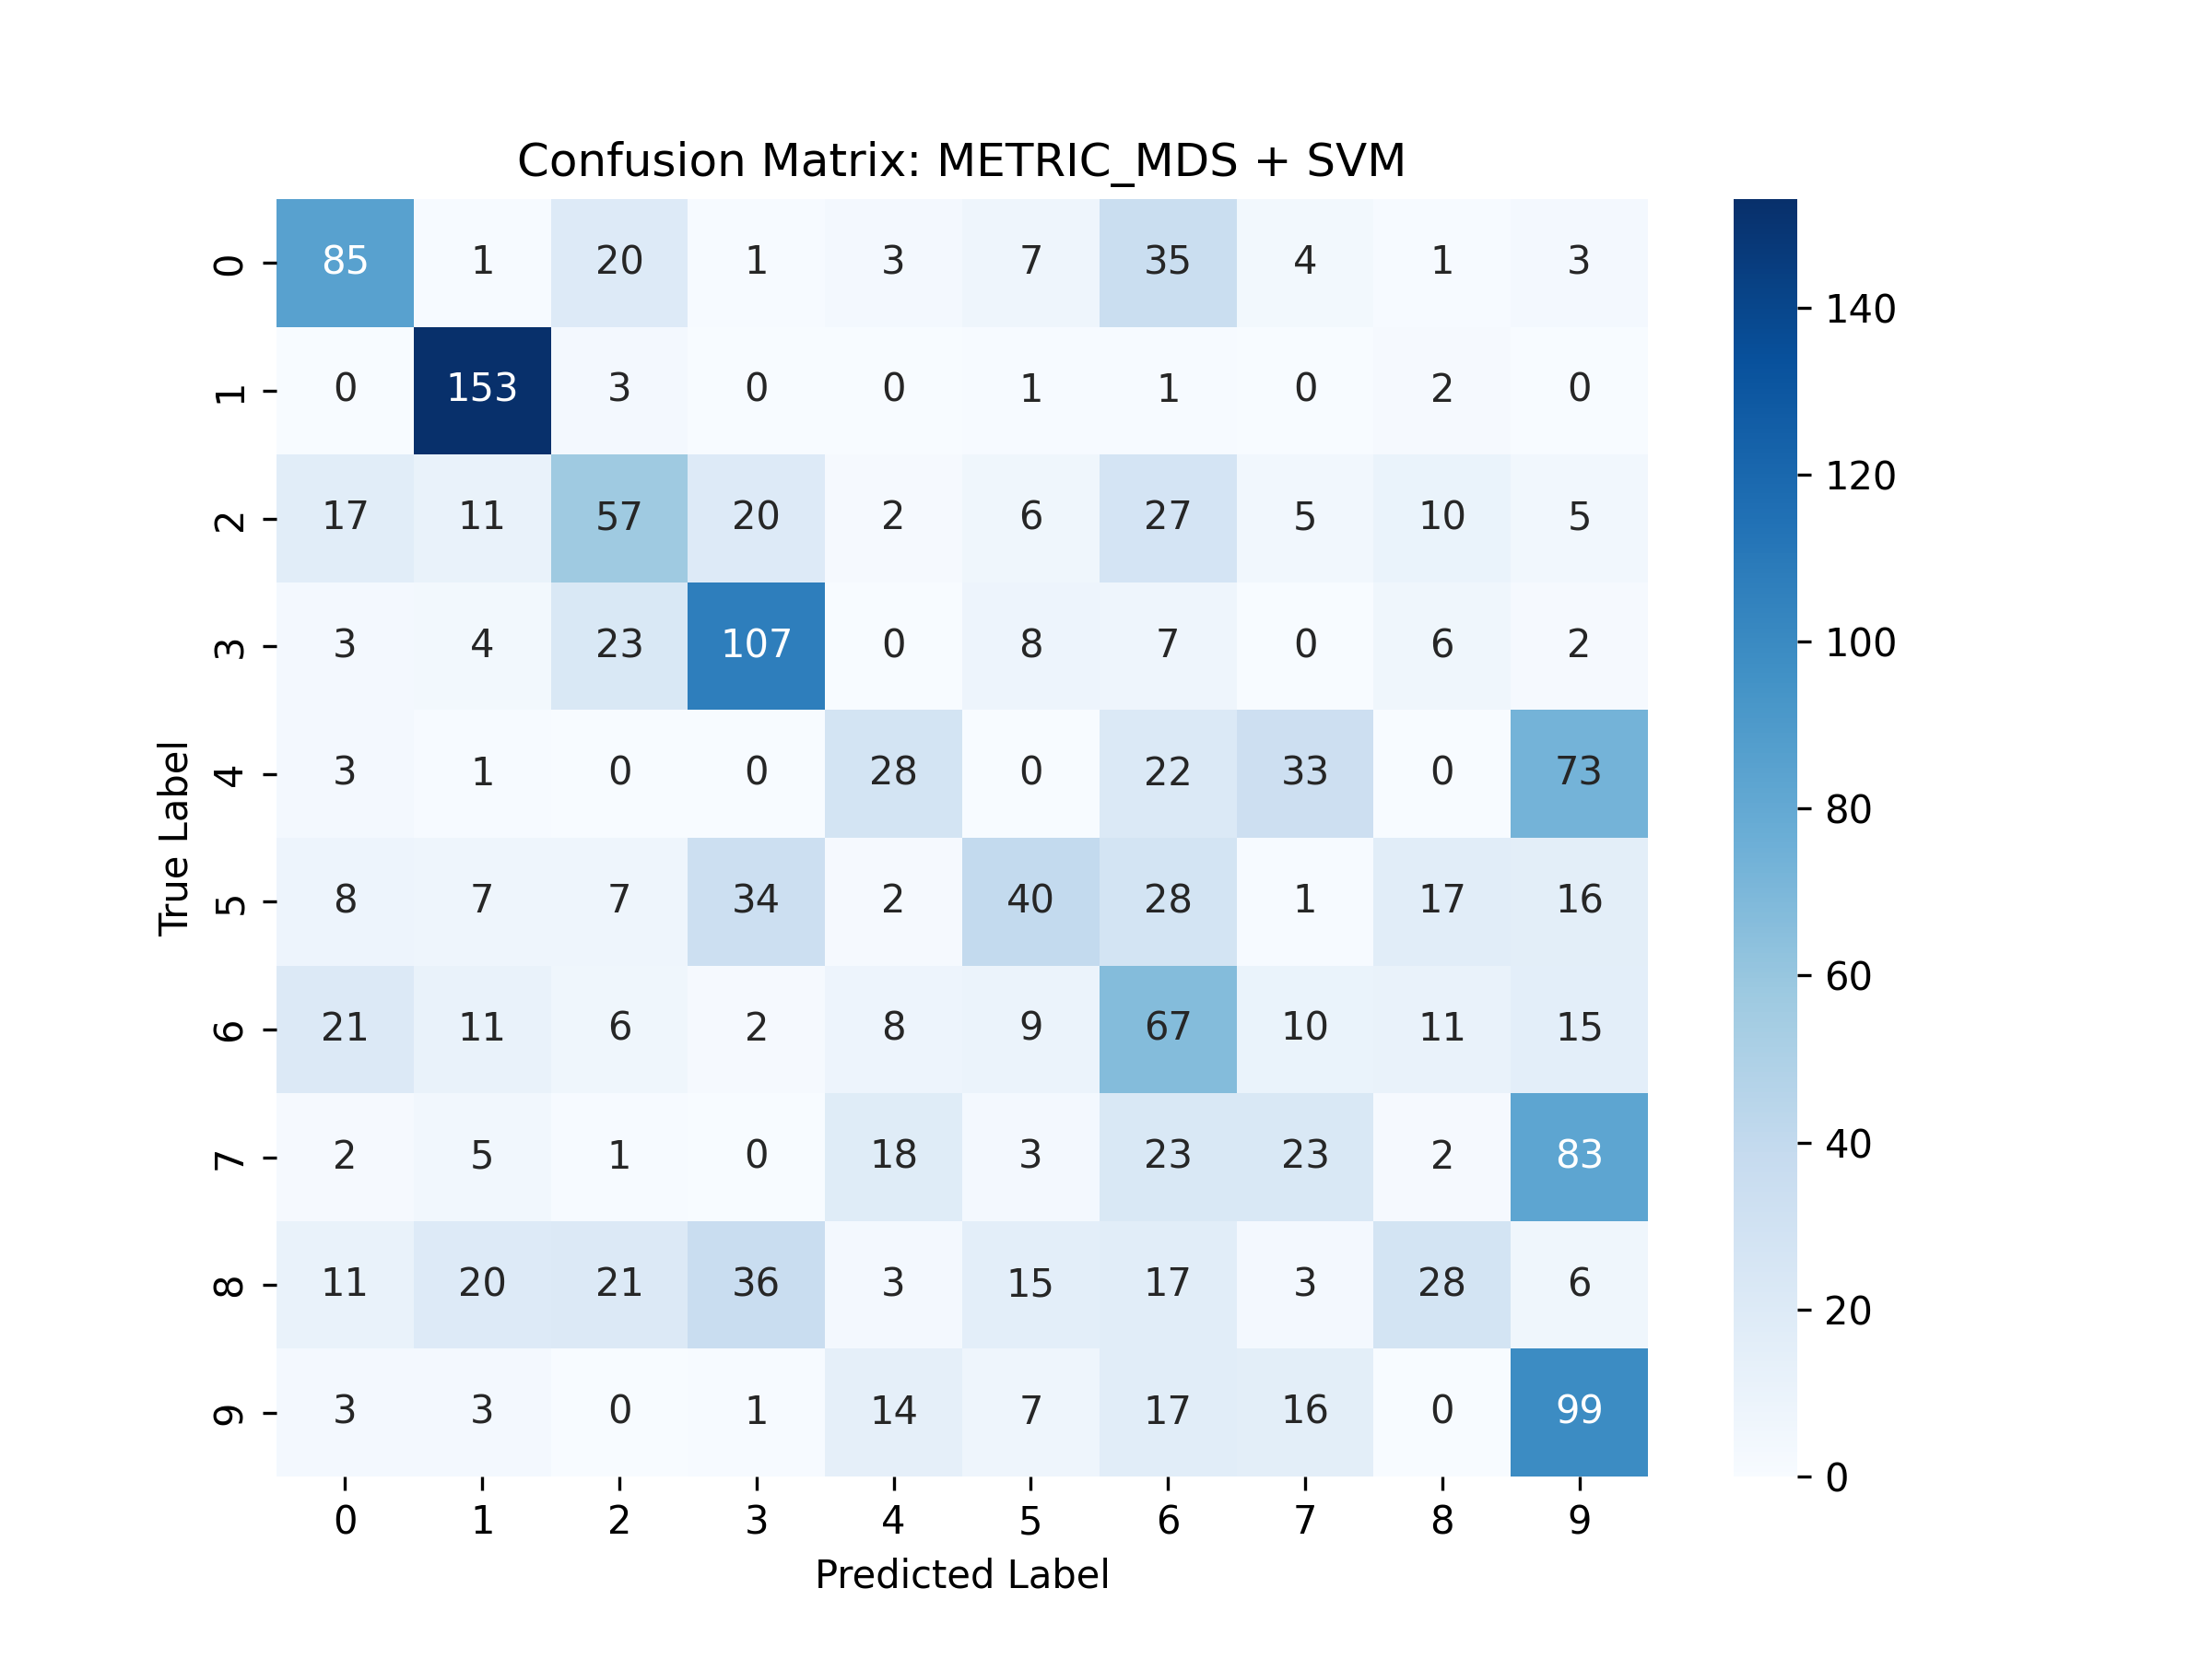 Confusion Matrix: METRIC_MDS + SVM
0 85 1 20 1 3 7 35 4 1 3
1 0 153 3 0 0 1 1 0 2 0
2 17 11 57 20 2 6 27 5 10 5
3 3 4 23 107 0 8 7 0 6 2
4 3 1 0 0 28 0 22 33 0 73
5 8 7 7 34 2 40 28 1 17 16
6 21 11 6 2 8 9 67 10 11 15
7 2 5 1 0 18 3 23 23 2 83
8 11 20 21 36 3 15 17 3 28 6
9 3 3 0 1 14 7 17 16 0 99
0 1 2 3 4 5 6 7 8 9
Predicted Label
True Label
140
120
100
80
60
40
20
0